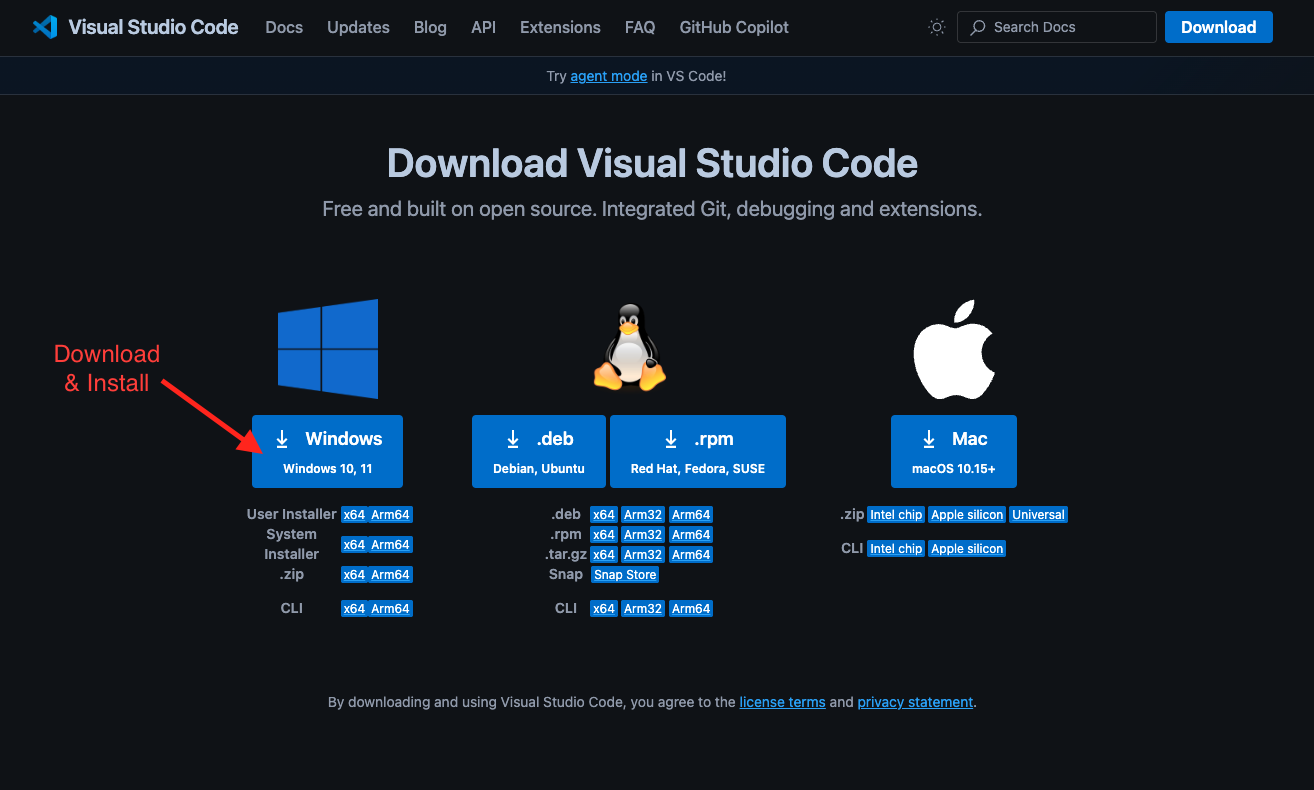 Visual Studio Code Docs Updates Blog API Extensions FAQ GitHub Copilot Search Docs Download
Try agent mode in VS Code!
Download Visual Studio Code
Free and built on open source. Integrated Git, debugging and extensions.
Download
& Install
Windows
Windows 10, 11
User Installer x64 Arm64
System
Installer
x64 Arm64
.zip x64 Arm64
CLI x64 Arm64
.deb
Debian, Ubuntu
.rpm
Red Hat, Fedora, SUSE
.deb x64 Arm32 Arm64
.rpm x64 Arm32 Arm64
.tar.gz x64 Arm32 Arm64
Snap Snap Store
CLI x64 Arm32 Arm64
Mac
macOS 10.15+
.zip Intel chip Apple silicon Universal
CLI Intel chip Apple silicon
By downloading and using Visual Studio Code, you agree to the license terms and privacy statement.